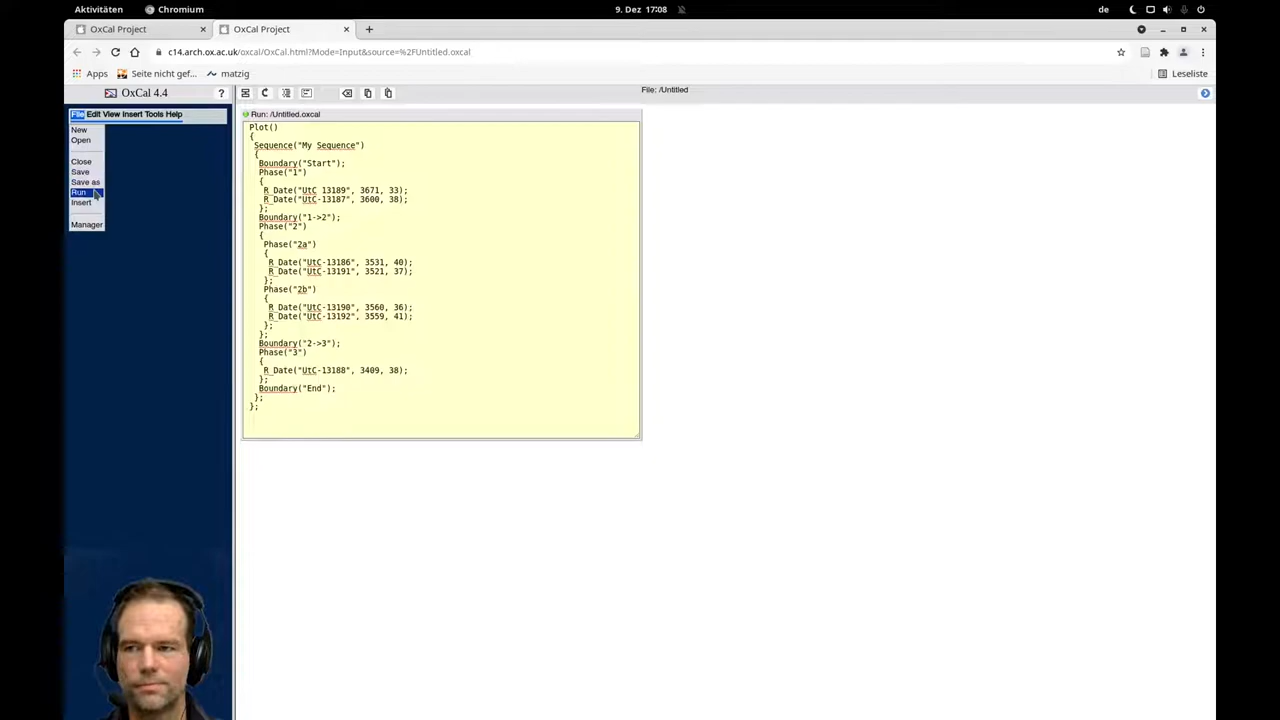 Aktivitäten Chromium 9. Dez 17:08 de
OxCal Project OxCal Project
c14.arch.ox.ac.uk/oxcal/OxCal.html?Mode=Input&source=%2FUntitled.oxcal
Apps Seite nicht gef... matzig Leseliste
OxCal 4.4 ? File: /Untitled
File Edit View Insert Tools Help
New
Open
Close
Save
Save as
Run
Insert
Manager
Run: /Untitled.oxcal
Plot()
{
Sequence("My Sequence")
{
Boundary("Start");
Phase("1")
{
R_Date("UtC 13189", 3671, 33);
R_Date("UtC-13187", 3600, 38);
};
Boundary("1->2");
Phase("2")
{
Phase("2a")
{
R_Date("UtC-13186", 3531, 40);
R_Date("UtC-13191", 3521, 37);
};
Phase("2b")
{
R_Date("UtC-13190", 3560, 36);
R_Date("UtC-13192", 3559, 41);
};
};
Boundary("2->3");
Phase("3")
{
R_Date("UtC-13188", 3409, 38);
};
Boundary("End");
};
};